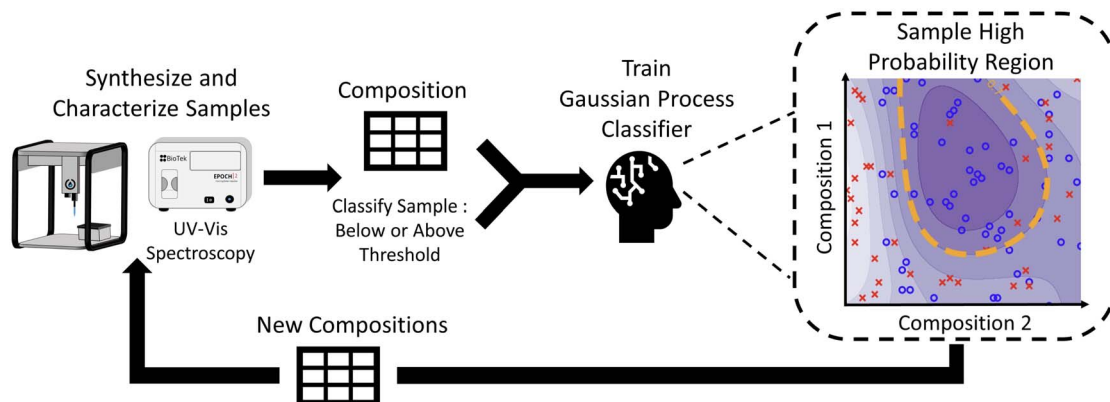 Synthesize and
Characterize Samples
BioTek
EPOCH
UV-Vis
Spectroscopy
Composition
Classify Sample :
Below or Above
Threshold
Train
Gaussian Process
Classifier
Sample High
Probability Region
Composition 1
Composition 2
New Compositions